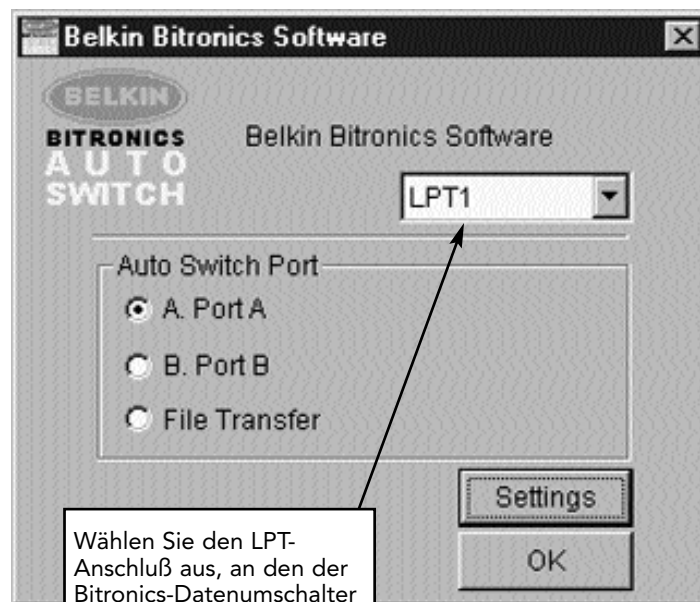 Belkin Bitronics Software
BELKIN
BITRONICS
AUTO
SWITCH
Belkin Bitronics Software
LPT1
Auto Switch Port
A. Port A
B. Port B
File Transfer
Settings
OK
Wählen Sie den LPT-
Anschluß aus, an den der
Bitronics-Datenumschalter